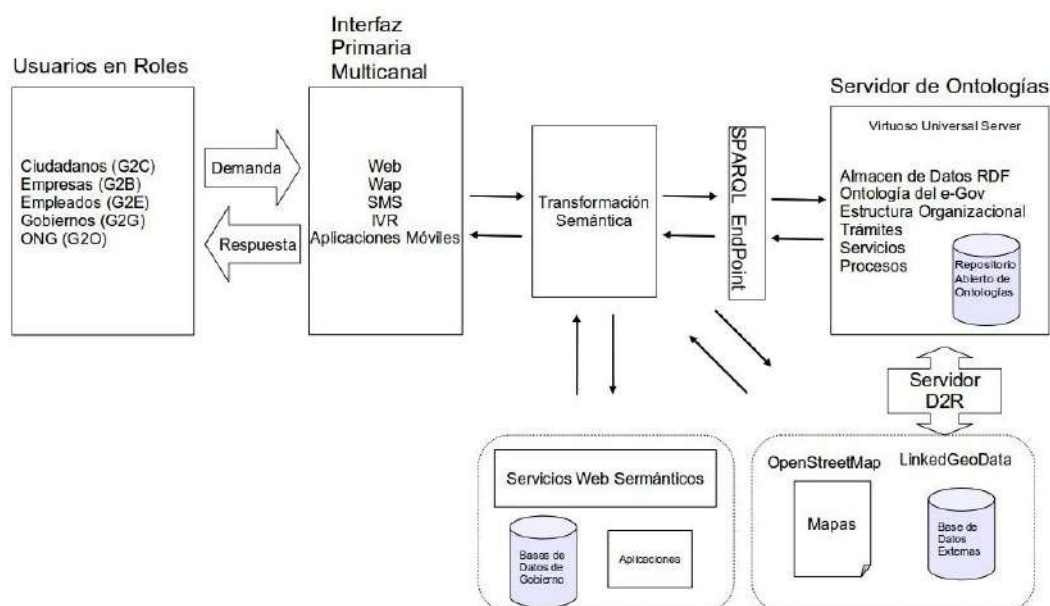 Usuarios en Roles
Ciudadanos (G2C)
Empresas (G2B)
Empleados (G2E)
Gobiernos (G2G)
ONG (G2O)
Demanda
Respuesta
Interfaz
Primaria
Multicanal
Web
Wap
SMS
IVR
Aplicaciones Móviles
Transformación
Semántica
SPARQL EndPoint
Servidor de Ontologías
Virtuoso Universal Server
Almacen de Datos RDF
Ontología del e-Gov
Estructura Organizacional
Trámites
Servicios
Procesos
Repositorio
Abierto de
Ontologías
Servidor
D2R
Servicios Web Sermánticos
Bases de
Datos de
Gobierno
Aplicaciones
OpenStreetMap
Mapas
LinkedGeoData
Base de
Datos
Externas